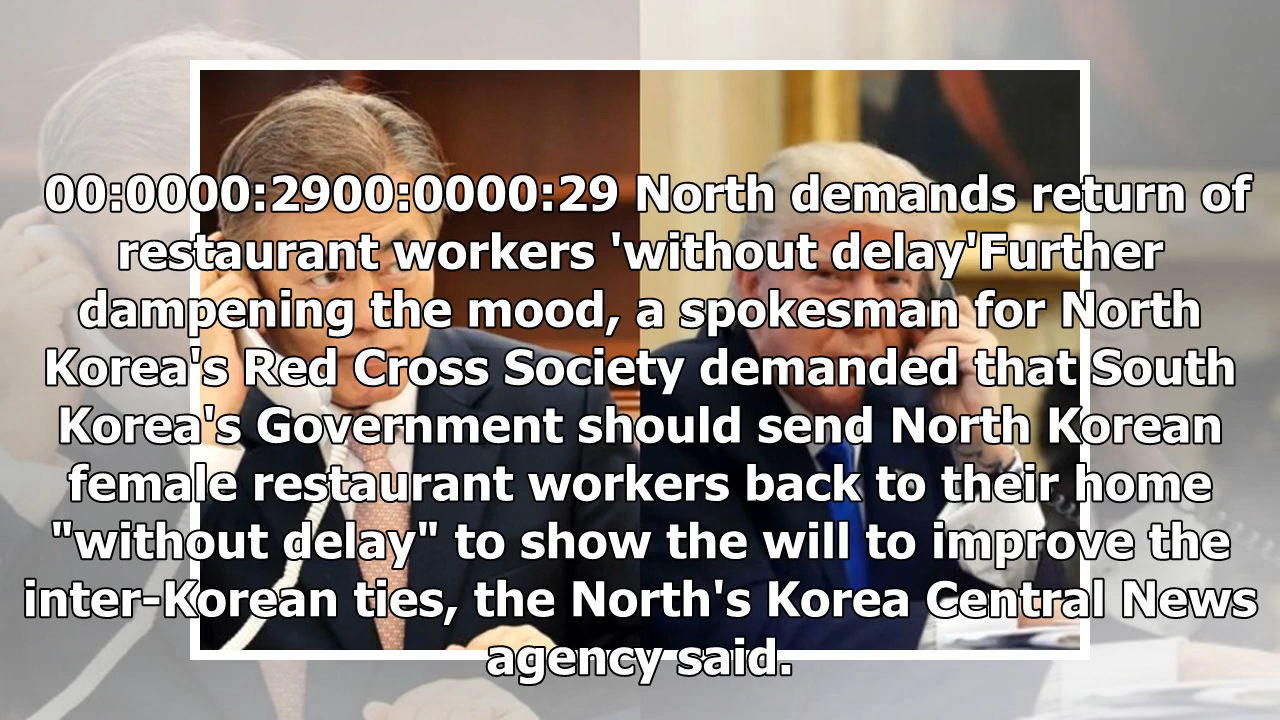 00:0000:2900:0000:29 North demands return of
restaurant workers 'without delay'Further
dampening the mood, a spokesman for North
Korea's Red Cross Society demanded that South
Korea's Government should send North Korean
female restaurant workers back to their home
"without delay" to show the will to improve the
inter-Korean ties, the North's Korea Central News
agency said.